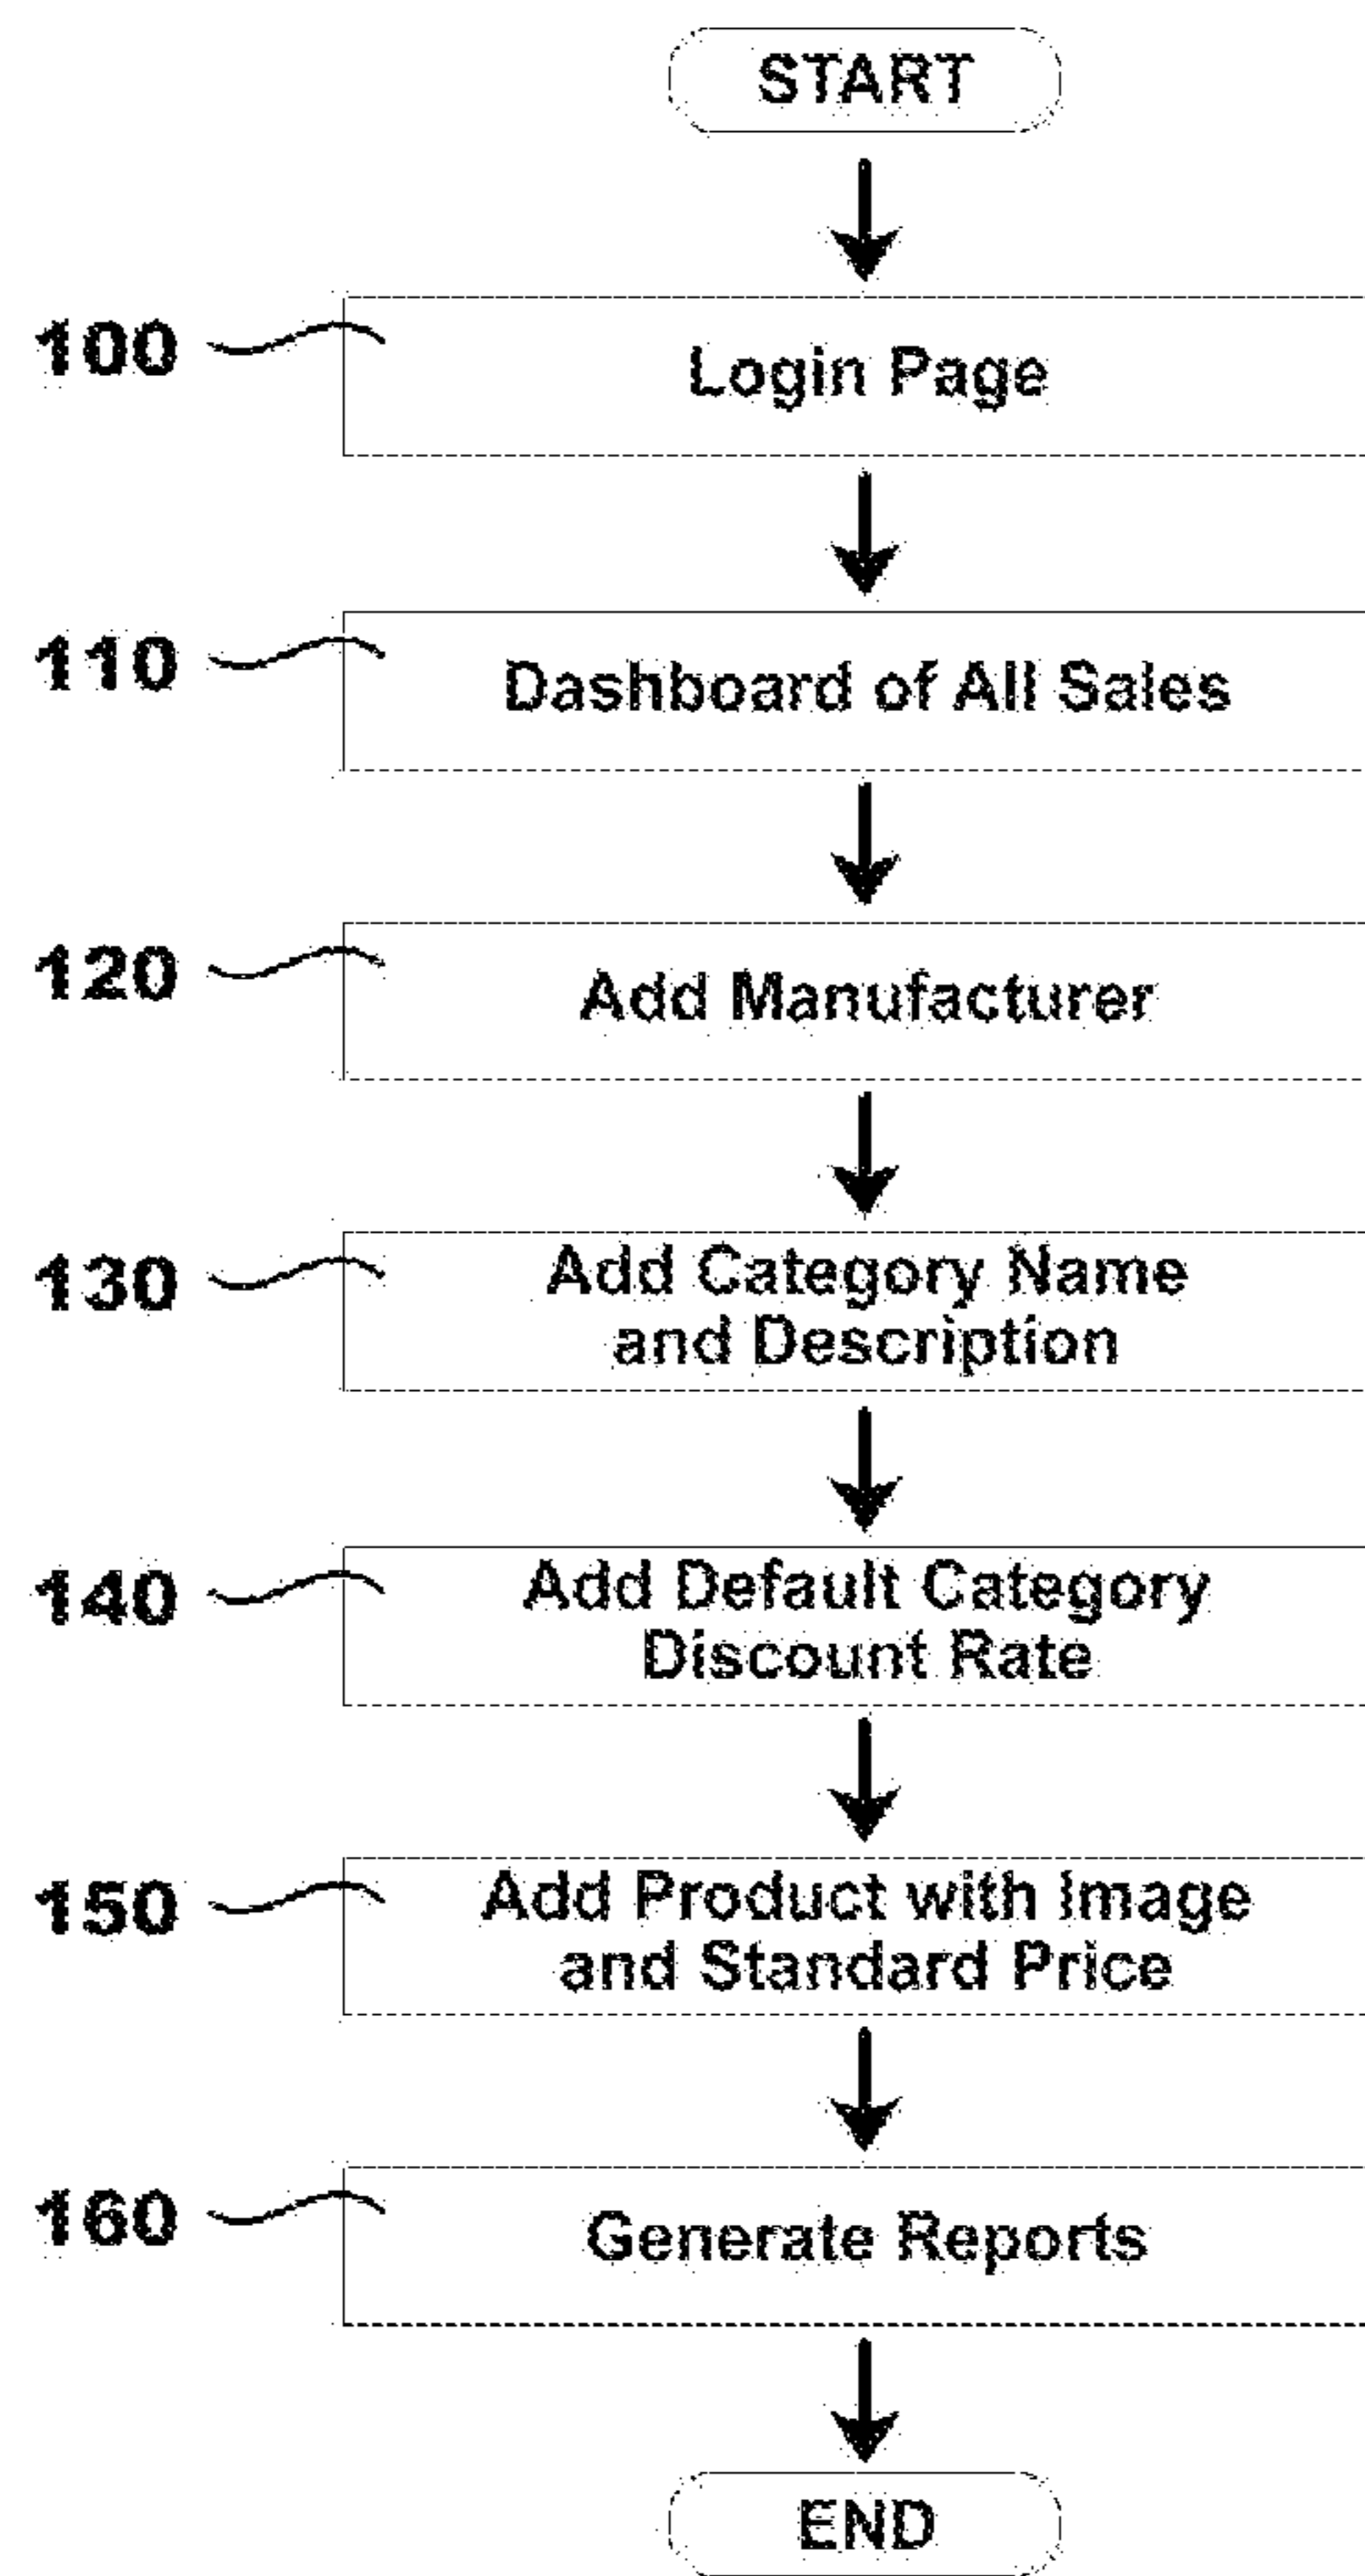 START
100
Login Page
110
Dashboard of All Sales
120
Add Manufacturer
130
Add Category Name
and Description
140
Add Default Category
Discount Rate
150
Add Product with Image
and Standard Price
160
Generate Reports
END